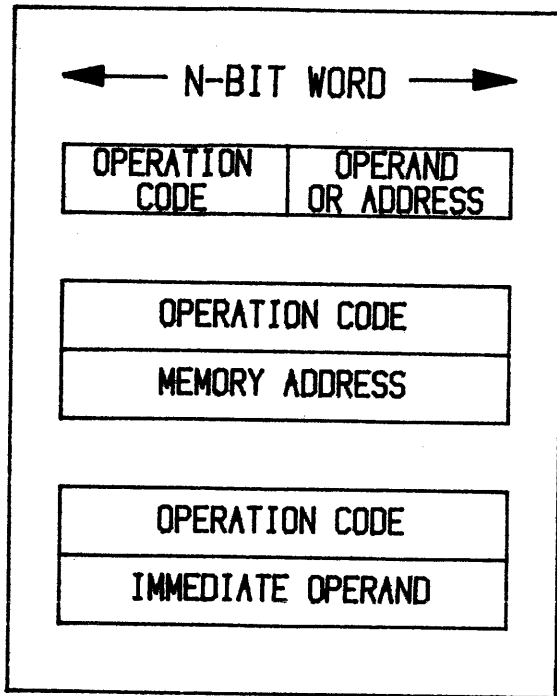 N-BIT WORD
OPERATION OPERAND
CODE OR ADDRESS
OPERATION CODE
MEMORY ADDRESS
OPERATION CODE
IMMEDIATE OPERAND